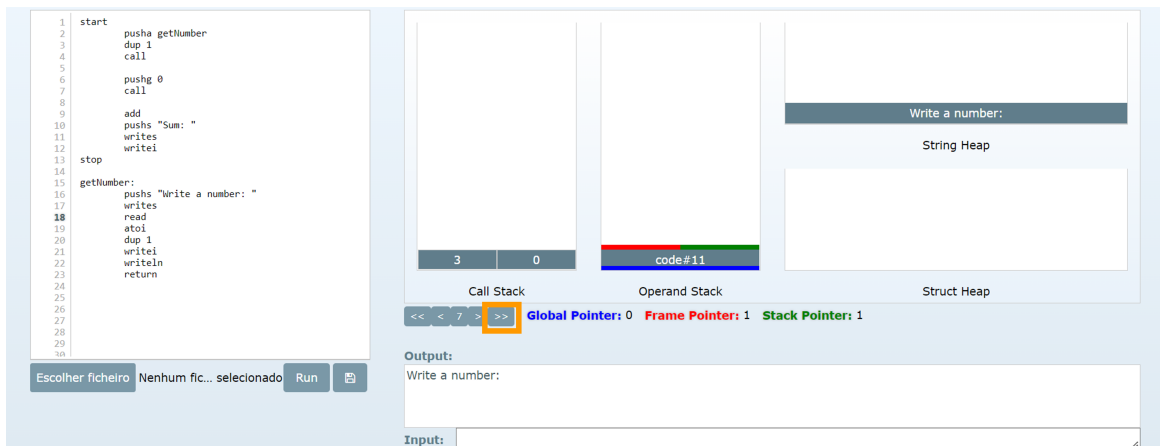 1 start
2 pusha getNumber
3 dup 1
4 call
5
6 pushg 0
7 call
8
9 add
10 pushs "Sum: "
11 writes
12 writei
13 stop
14
15 getNumber:
16 pushs "Write a number: "
17 writes
18 read
19 atoi
20 dup 1
21 writei
22 writeln
23 return
24
25
26
27
28
29
30
Escolher ficheiro Nenhum fic... selecionado Run
Write a number:
String Heap
3 0 code#11
Call Stack Operand Stack Struct Heap
<< < 7 > >> Global Pointer: 0 Frame Pointer: 1 Stack Pointer: 1
Output:
Write a number:
Input: